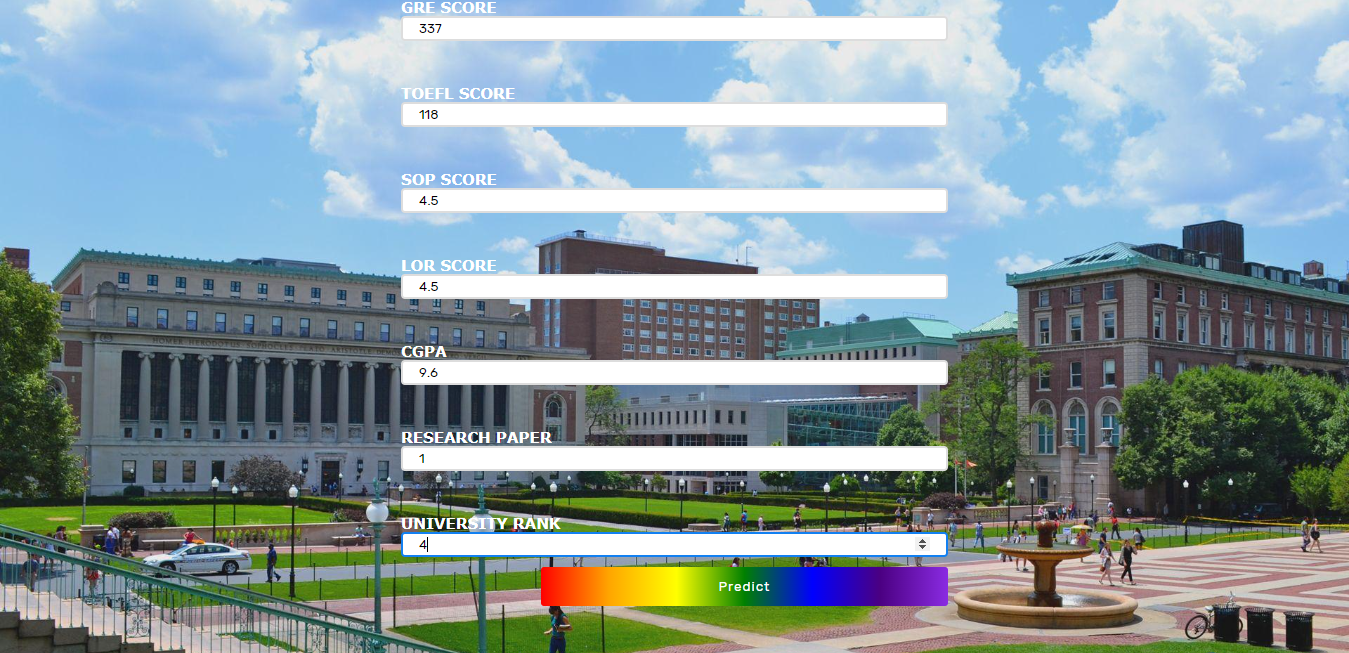 GRE SCORE
337
TOEFL SCORE
118
SOP SCORE
4.5
LOR SCORE
4.5
CGPA
9.6
RESEARCH PAPER
1
UNIVERSITY RANK
4
Predict